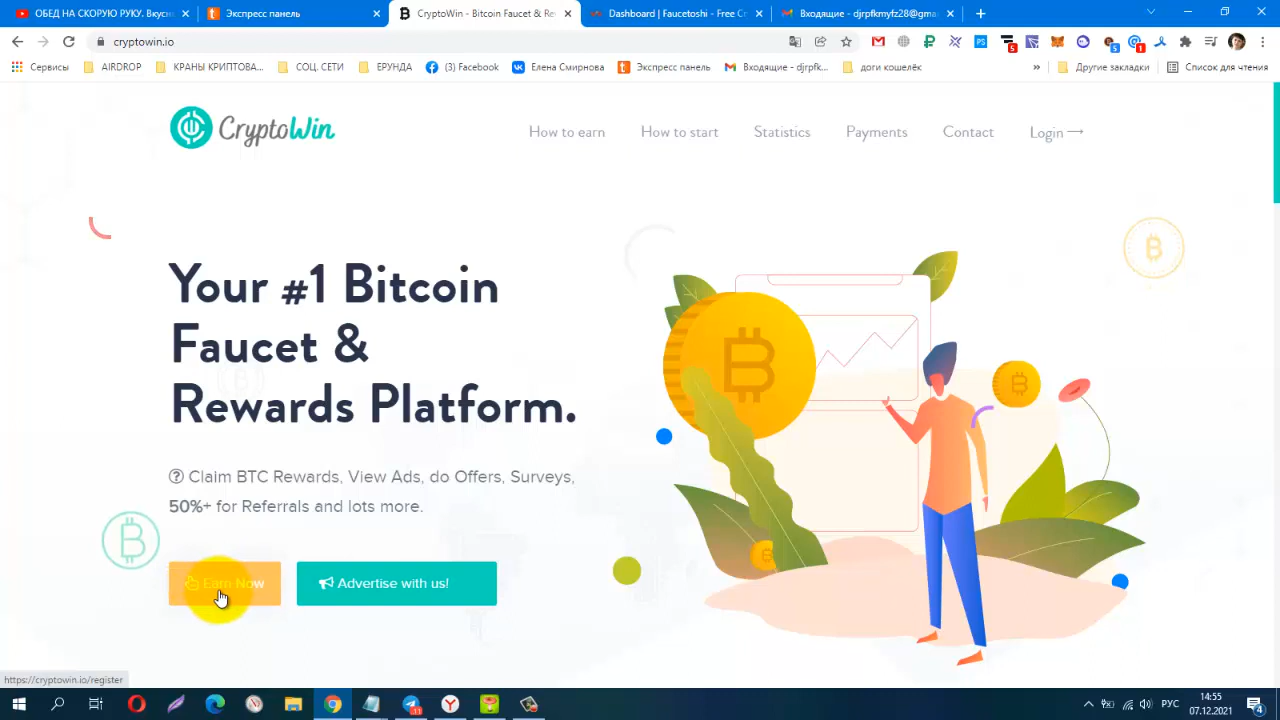 ОБЕД НА СКОРУЮ РУКУ. Вкусн
Экспресс панель
CryptoWin - Bitcoin Faucet & Re
Dashboard | Faucetoshi - Free C
Входящие - djrpfkmyfz28@gma
cryptowin.io
Сервисы
AIRDROP
КРАНЫ КРИПТОВА...
СОЦ. СЕТИ
ЕРУНДА
(3) Facebook
Елена Смирнова
Экспресс панель
Входящие - djrpfk...
доги кошелёк
»
Другие закладки
Список для чтения
CryptoWin
How to earn
How to start
Statistics
Payments
Contact
Login →
Your #1 Bitcoin
Faucet &
Rewards Platform.
Claim BTC Rewards, View Ads, do Offers, Surveys,
50%+ for Referrals and lots more.
Earn Now
Advertise with us!
https://cryptowin.io/register
РУС
14:55
07.12.2021